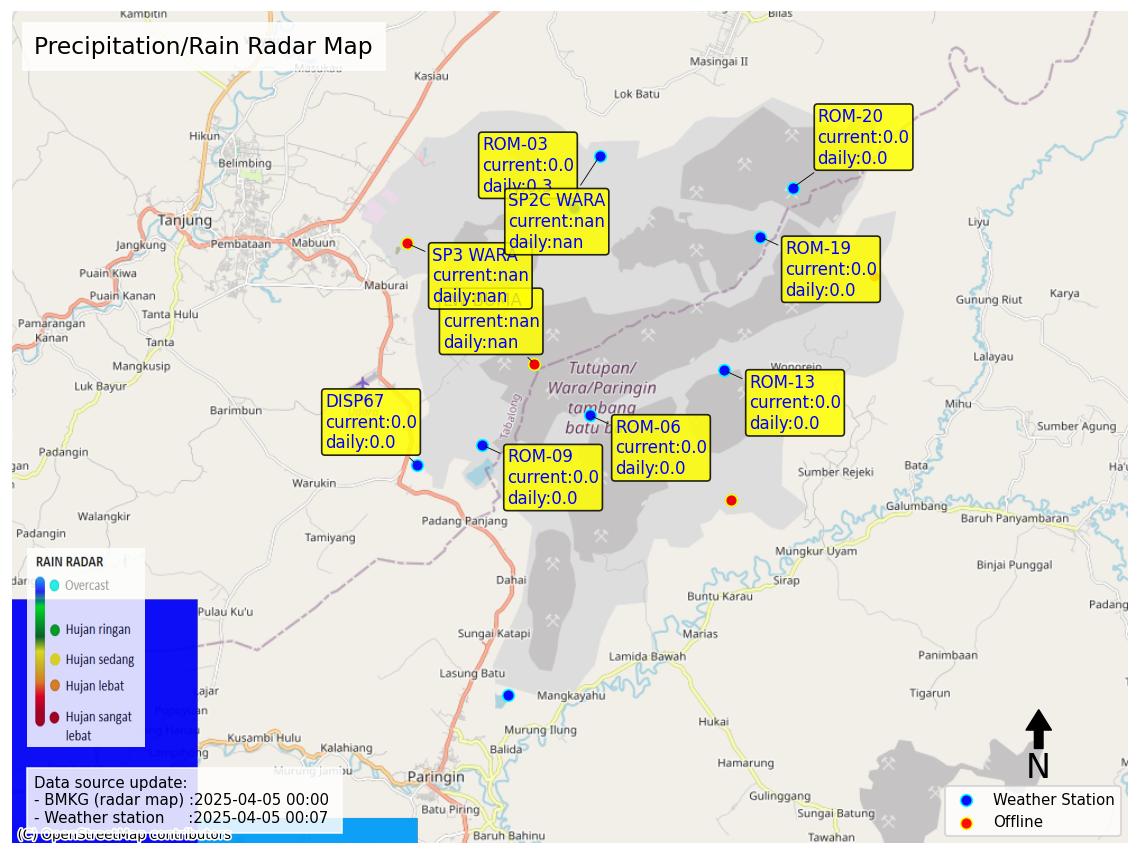 Precipitation/Rain Radar Map
Kambitin
Bilas
Masingai II
Kasiau
Masukau
Lok Batu
Hikun
Belimbing
Tanjung
Jangkung
Pembataan
Mabuun
Puain Kiwa
Puain Kanan
Maburai
Tanta Hulu
Pamarangan
Kanan
Tanta
Mangkusip
Luk Bayur
Barimbun
Padangin
Warukin
Walangkir
Padangin
Tamiyang
Padang Panjang
ROM-03
current:0.0
daily:0.3
SP2C WARA
current:nan
daily:nan
SP3 WARA
current:nan
daily:nan
current:nan
daily:nan
ROM-20
current:0.0
daily:0.0
ROM-19
current:0.0
daily:0.0
ROM-13
current:0.0
daily:0.0
ROM-06
current:0.0
daily:0.0
ROM-09
current:0.0
daily:0.0
DISP67
current:0.0
daily:0.0
Tutupan/
Wara/Paringin
tambang
batu b
Tabalong
Wonorejo
Liyu
Gunung Riut
Karya
Lalayau
Mihu
Sumber Agung
Bata
Sumber Rejeki
Galumbang
Baruh Panyambaran
Mungkur Uyam
Binjai Punggal
Sirap
Buntu Karau
Padang
Dahai
Pulau Ku'u
Sungai Katapi
Marias
Lamida Bawah
Panimbaan
Lasung Batu
Mangkayahu
Tigarun
Hukai
Murung Ilung
Kusambi Hulu
Kalahiang
Balida
Hamarung
Murung Jambu
Paringin
Gulinggang
Batu Piring
Sungai Batung
Baruh Bahinu
Tawahan
RAIN RADAR
Overcast
Hujan ringan
Hujan sedang
Hujan lebat
Hujan sangat
lebat
Data source update:
- BMKG (radar map) :2025-04-05 00:00
- Weather station :2025-04-05 00:07
(C) OpenStreetMap contributors
N
Weather Station
Offline